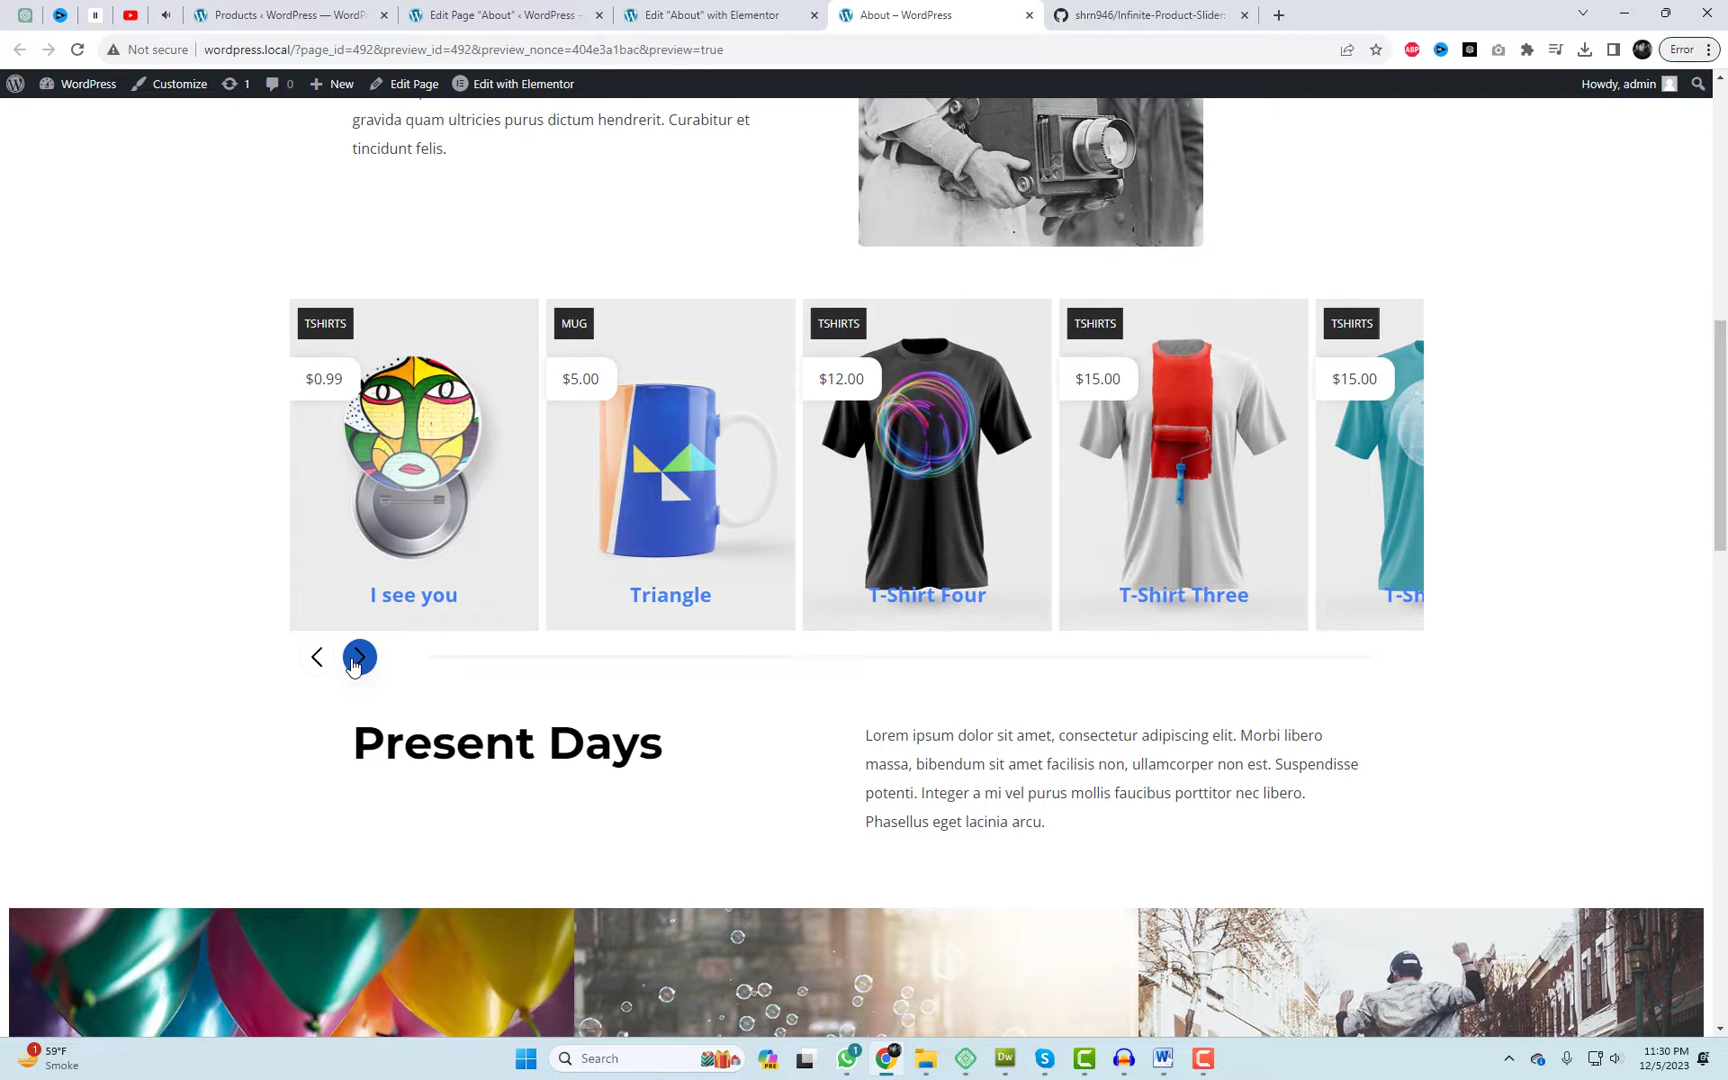 Products ‹ WordPress — WordP
Edit Page “About” ‹ WordPress –
Edit "About" with Elementor
About – WordPress
shrn946/Infinite-Product-Slider:
Not secure
wordpress.local/?page_id=492&preview_id=492&preview_nonce=404e3a1bac&preview=true
ABP
Error
WordPress
Customize
1
0
New
Edit Page
Edit with Elementor
Howdy, admin
gravida quam ultricies purus dictum hendrerit. Curabitur et
tincidunt felis.
TSHIRTS
MUG
TSHIRTS
TSHIRTS
TSHIRTS
$0.99
$5.00
$12.00
$15.00
$15.00
I see you
Triangle
T-Shirt Four
T-Shirt Three
T-Sh
Present Days
Lorem ipsum dolor sit amet, consectetur adipiscing elit. Morbi libero
massa, bibendum sit amet facilisis non, ullamcorper non est. Suspendisse
potenti. Integer a mi vel purus mollis faucibus porttitor nec libero.
Phasellus eget lacinia arcu.
1
59°F
Smoke
Search
PRE
1
Dw
11:30 PM
12/5/2023